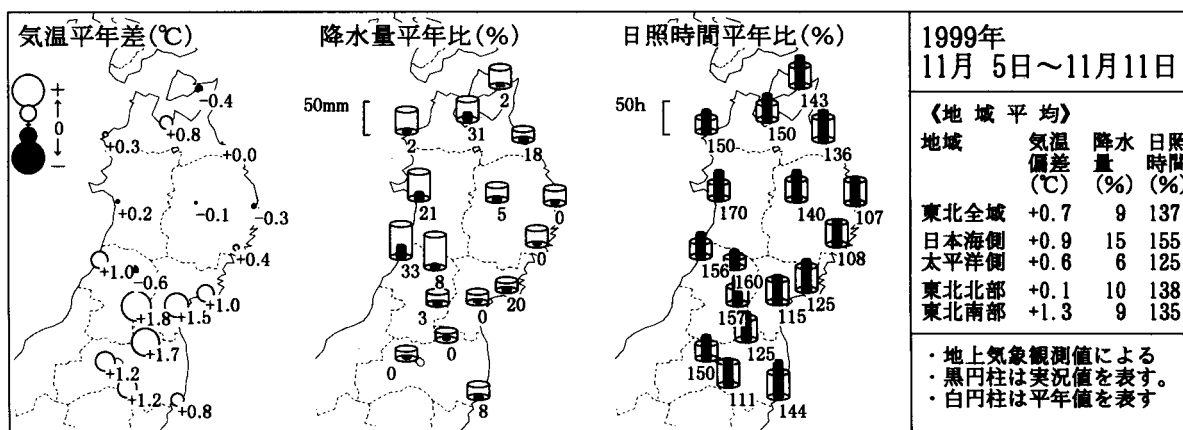 気温平年差(℃)
+
↑
0
↓
−
-0.4
+0.8
+0.3
+0.0
+0.2
-0.1
-0.3
+0.4
+1.0
-0.6
+1.0
+1.8
+1.5
+1.7
+1.2
+1.2
+0.8
降水量平年比(%)
50mm
2
31
2
18
21
5
0
33
8
0
20
3
0
0
0
8
日照時間平年比(%)
50h
143
150
150
136
170
140
107
156
160
108
125
157
115
125
150
111
144
1999年
11月 5日～11月11日
《地 域 平 均》
地域 気温 降水 日照
偏差 量 時間
(℃) (%) (%)
東北全域 +0.7 9 137
日本海側 +0.9 15 155
太平洋側 +0.6 6 125
東北北部 +0.1 10 138
東北南部 +1.3 9 135
・地上気象観測値による
・黒円柱は実況値を表す。
・白円柱は平年値を表す